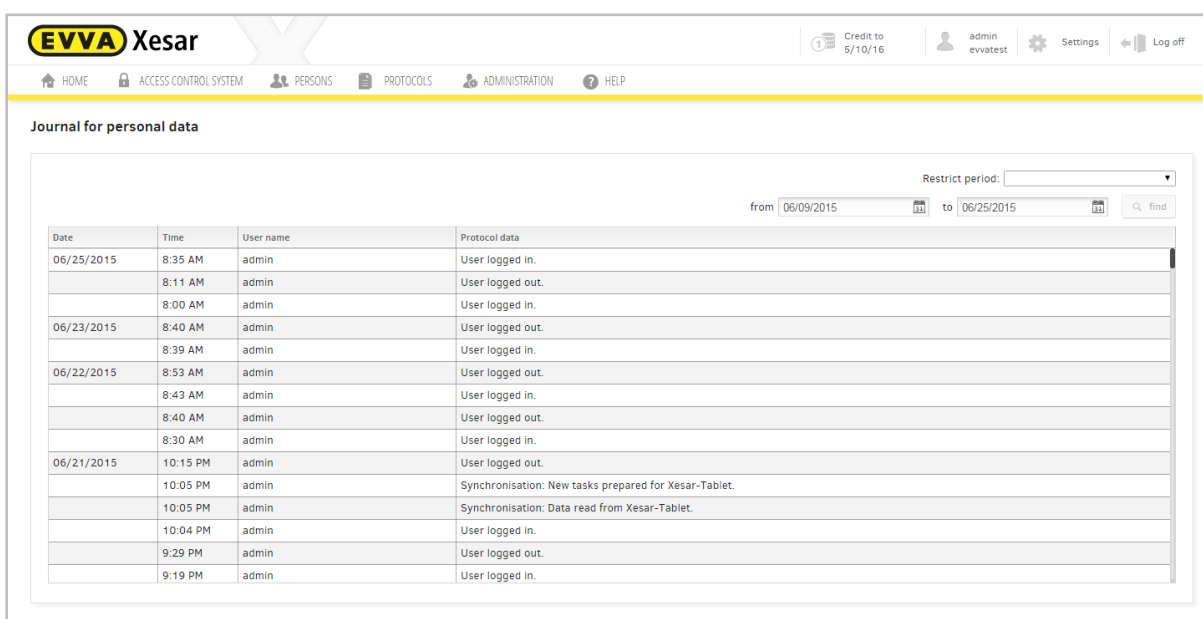 EVVA Xesar
Credit to
5/10/16
admin
evvatest
Settings
Log off
HOME ACCESS CONTROL SYSTEM PERSONS PROTOCOLS ADMINISTRATION HELP
Journal for personal data
Restrict period:
from 06/09/2015 to 06/25/2015 find
Date Time User name Protocol data
06/25/2015 8:35 AM admin User logged in.
8:11 AM admin User logged out.
8:00 AM admin User logged in.
06/23/2015 8:40 AM admin User logged out.
8:39 AM admin User logged in.
06/22/2015 8:53 AM admin User logged out.
8:43 AM admin User logged in.
8:40 AM admin User logged out.
8:30 AM admin User logged in.
06/21/2015 10:15 PM admin User logged out.
10:05 PM admin Synchronisation: New tasks prepared for Xesar-Tablet.
10:05 PM admin Synchronisation: Data read from Xesar-Tablet.
10:04 PM admin User logged in.
9:29 PM admin User logged out.
9:19 PM admin User logged in.